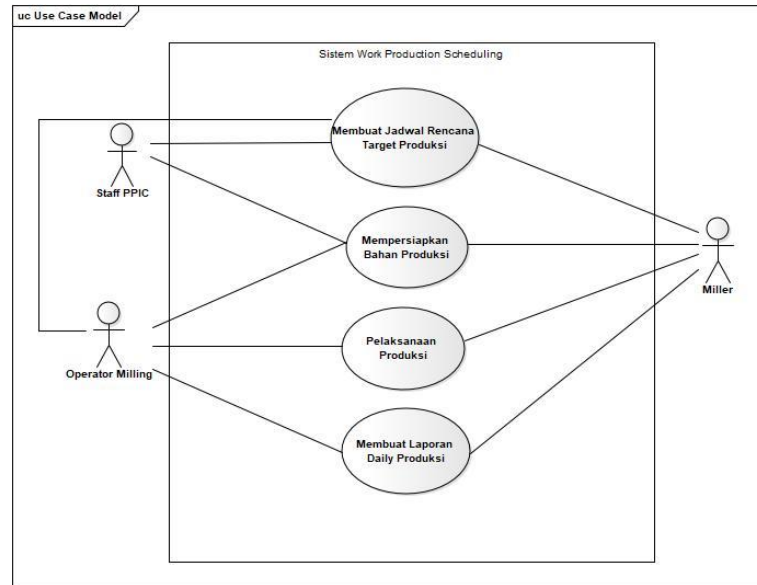 uc Use Case Model
Sistem Work Production Scheduling
Membuat Jadwal Rencana
Target Produksi
Staff PPIC
Mempersiapkan
Bahan Produksi
Miller
Operator Milling
Pelaksanaan
Produksi
Membuat Laporan
Daily Produksi